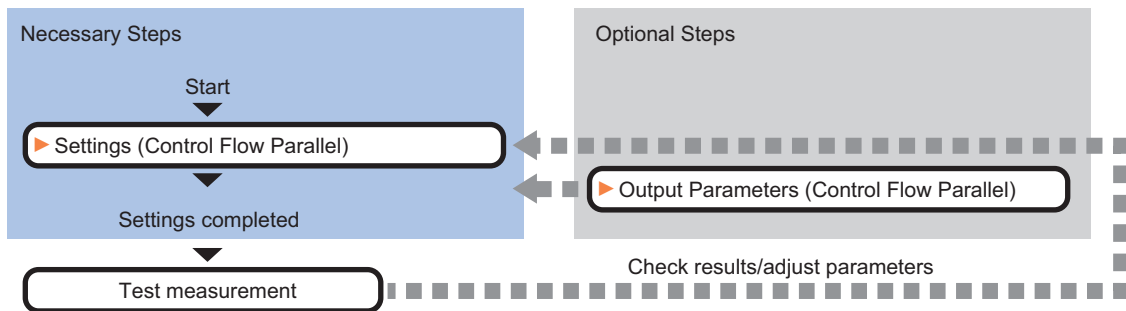 Necessary Steps
Start
Settings (Control Flow Parallel)
Settings completed
Test measurement
Optional Steps
Output Parameters (Control Flow Parallel)
Check results/adjust parameters